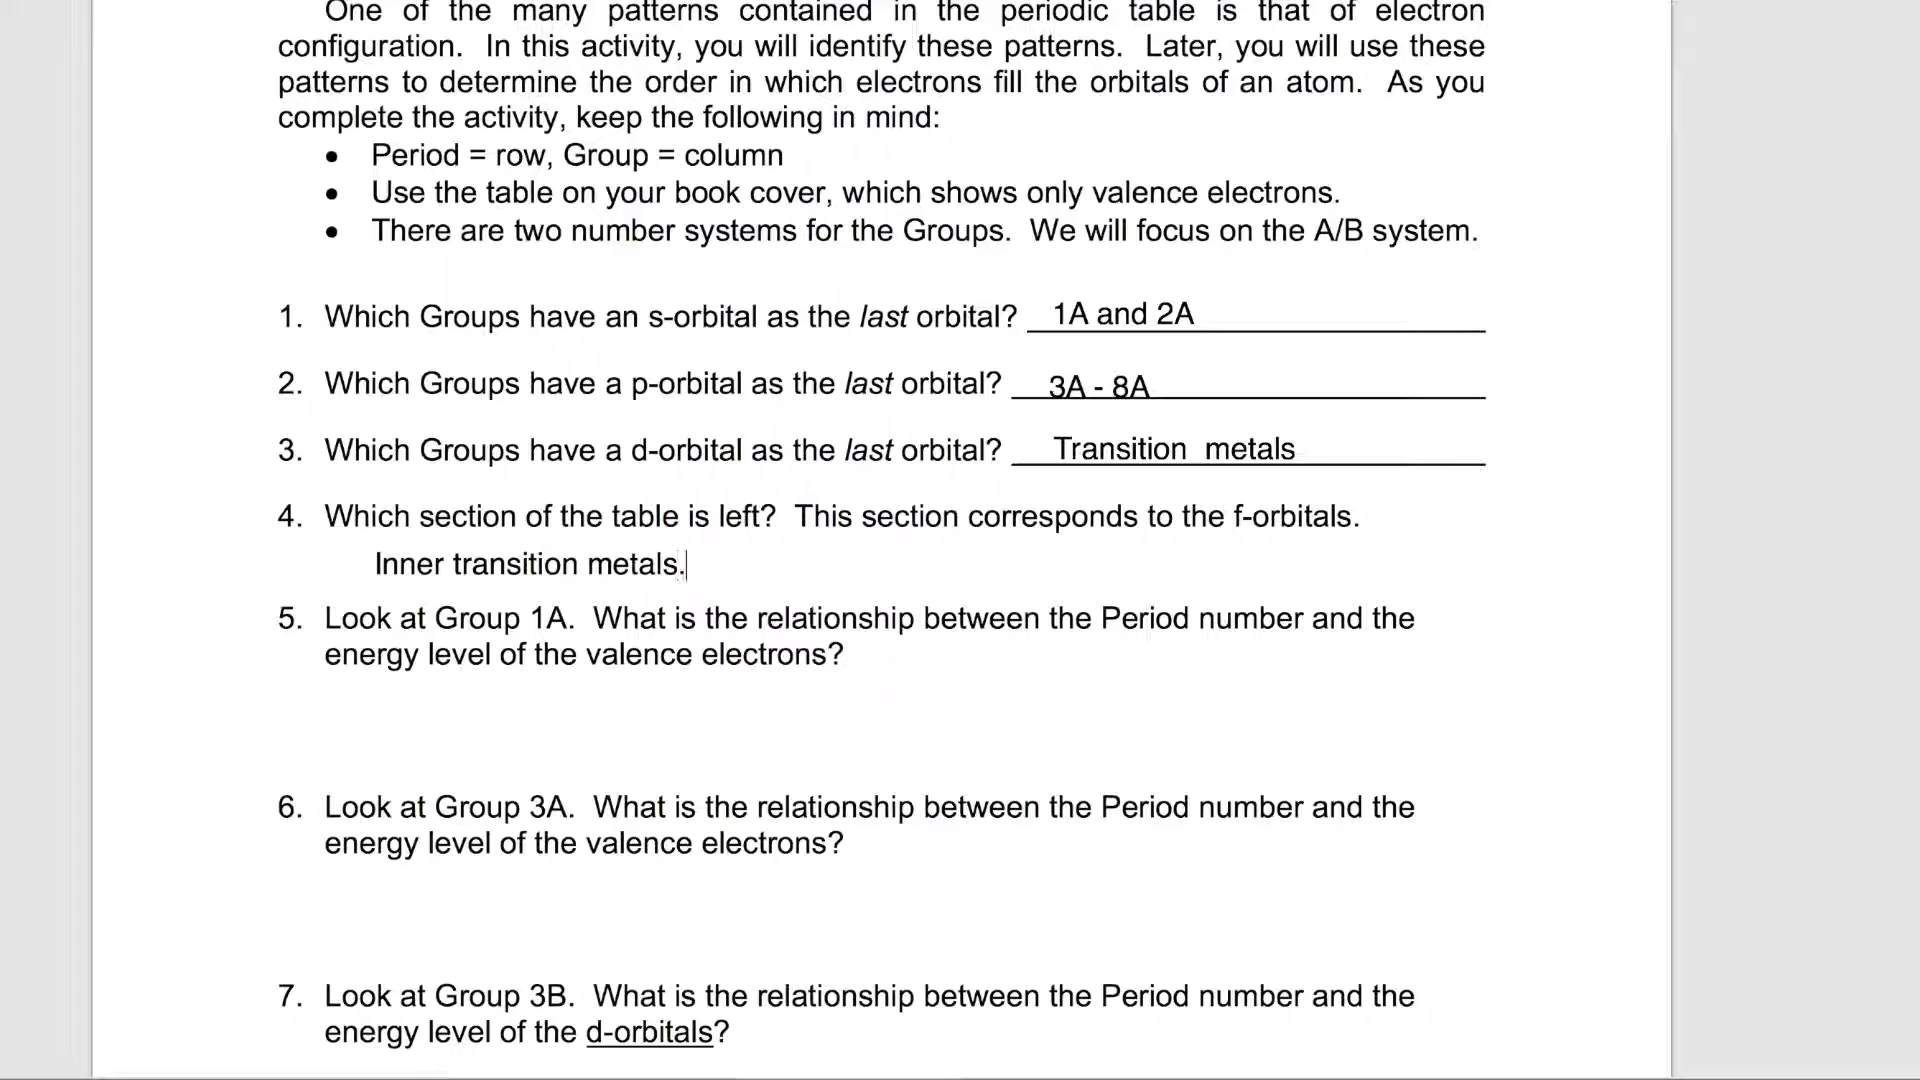 One of the many patterns contained in the periodic table is that of electron
configuration. In this activity, you will identify these patterns. Later, you will use these
patterns to determine the order in which electrons fill the orbitals of an atom. As you
complete the activity, keep the following in mind:
• Period = row, Group = column
• Use the table on your book cover, which shows only valence electrons.
• There are two number systems for the Groups. We will focus on the A/B system.
1. Which Groups have an s-orbital as the last orbital? 1A and 2A
2. Which Groups have a p-orbital as the last orbital? 3A - 8A
3. Which Groups have a d-orbital as the last orbital? Transition metals
4. Which section of the table is left? This section corresponds to the f-orbitals.
Inner transition metals.
5. Look at Group 1A. What is the relationship between the Period number and the
energy level of the valence electrons?
6. Look at Group 3A. What is the relationship between the Period number and the
energy level of the valence electrons?
7. Look at Group 3B. What is the relationship between the Period number and the
energy level of the d-orbitals?